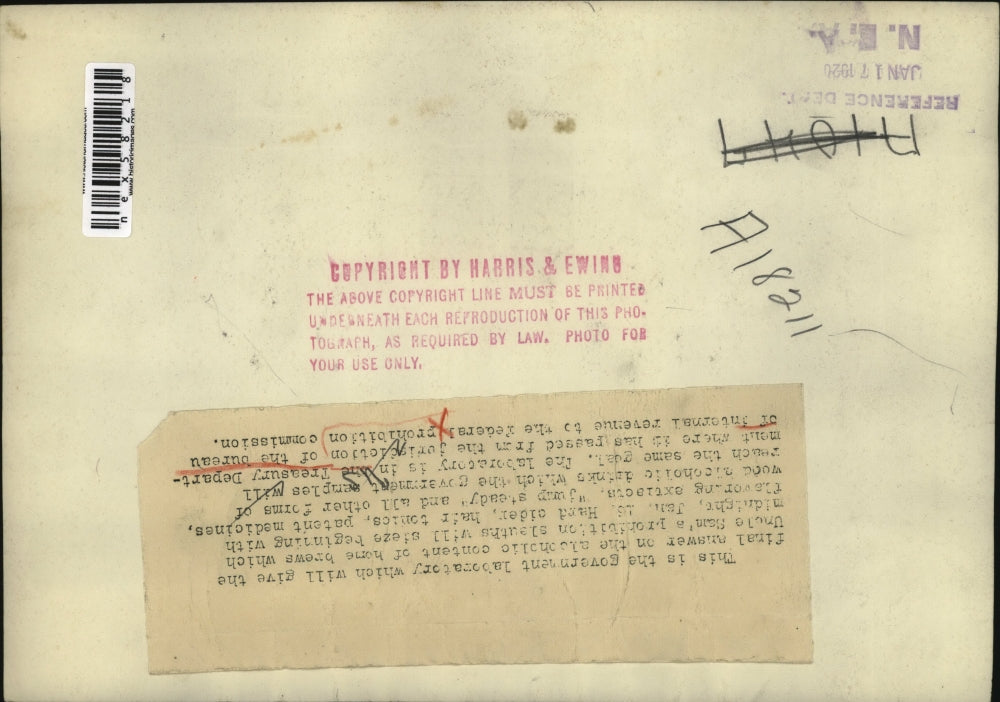 N. E. A.
JAN 17 1920
REFERENCE DEPT.
A18211
www.historicimages.com
nex58218
COPYRIGHT BY HARRIS & EWING
THE ABOVE COPYRIGHT LINE MUST BE PRINTED
UNDERNEATH EACH REPRODUCTION OF THIS PHO-
TOGRAPH, AS REQUIRED BY LAW. PHOTO FOR
YOUR USE ONLY.
This is the government laboratory which will give the
final answer on the alcoholic content of home brews which
Uncle Sam's prohibition sleuths will sieze beginning with
midnight, Jan. 16. Hard cider, hair tonics, patent medicines,
flavoring extracts. "jump steady" and all other forms of
alcoholic drinks which the government samples will
reach the same goal. The laboratory is in the Treasury Depart-
ment where it has passed from the jurisdiction of the bureau
of internal revenue to the federal prohibition commission.